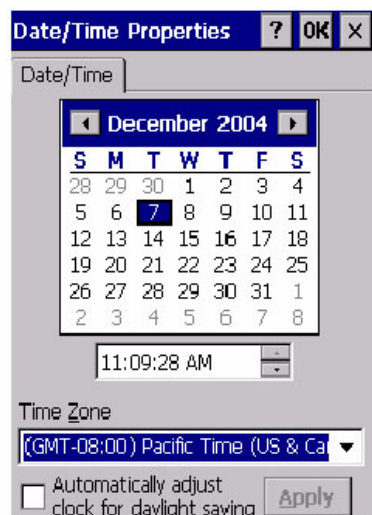 Date/Time Properties ? OK ×
Date/Time
December 2004
S M T W T F S
28 29 30 1 2 3 4
5 6 7 8 9 10 11
12 13 14 15 16 17 18
19 20 21 22 23 24 25
26 27 28 29 30 31 1
2 3 4 5 6 7 8
11:09:28 AM
Time Zone
(GMT-08:00) Pacific Time (US & Ca
Automatically adjust
clock for daylight saving
Apply